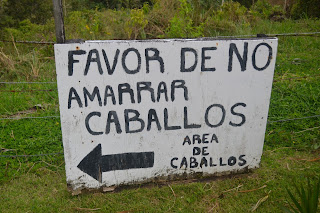 FAVOR DE NO
AMARRAR
CABALLOS
AREA
DE
CABALLOS